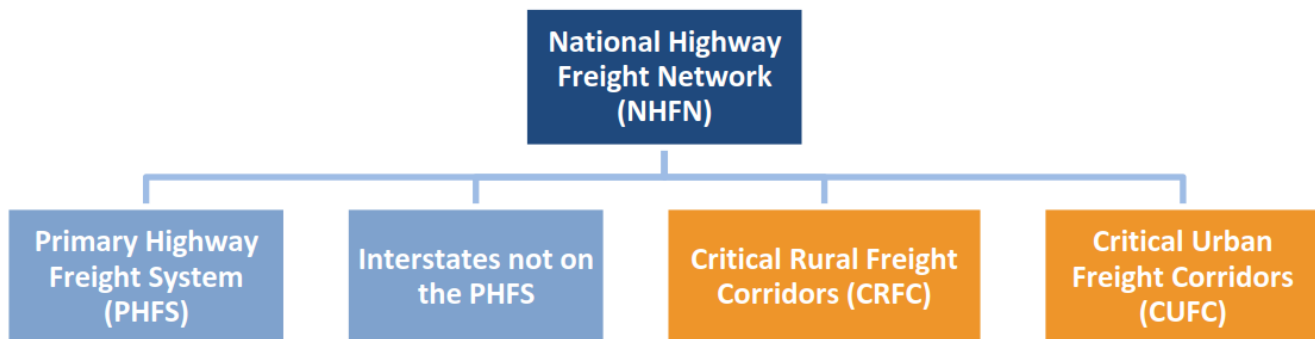 National Highway
Freight Network
(NHFN)
Primary Highway
Freight System
(PHFS)
Interstates not on
the PHFS
Critical Rural Freight
Corridors (CRFC)
Critical Urban
Freight Corridors
(CUFC)